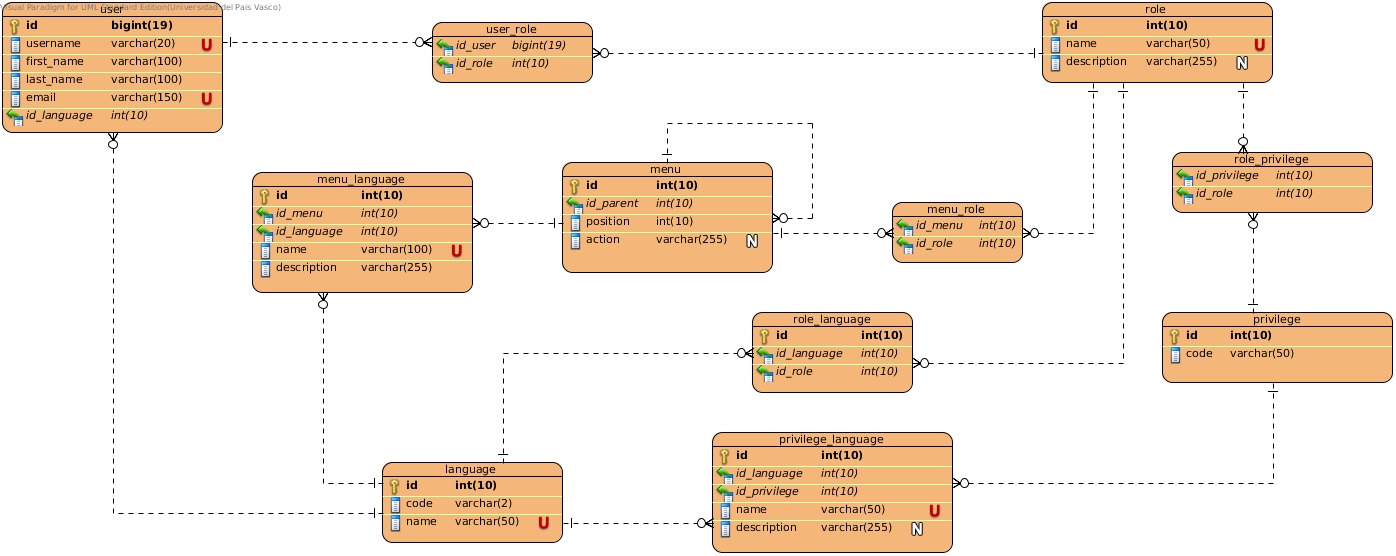 Visual Paradigm for UML Standard Edition(Universidad del Pais Vasco)
user
id bigint(19)
username varchar(20) U
first_name varchar(100)
last_name varchar(100)
email varchar(150) U
id_language int(10)
user_role
id_user bigint(19)
id_role int(10)
role
id int(10)
name varchar(50) U
description varchar(255) N
menu_language
id int(10)
id_menu int(10)
id_language int(10)
name varchar(100) U
description varchar(255)
menu
id int(10)
id_parent int(10)
position int(10)
action varchar(255) N
menu_role
id_menu int(10)
id_role int(10)
role_privilege
id_privilege int(10)
id_role int(10)
role_language
id int(10)
id_language int(10)
id_role int(10)
privilege
id int(10)
code varchar(50)
language
id int(10)
code varchar(2)
name varchar(50) U
privilege_language
id int(10)
id_language int(10)
id_privilege int(10)
name varchar(50) U
description varchar(255) N